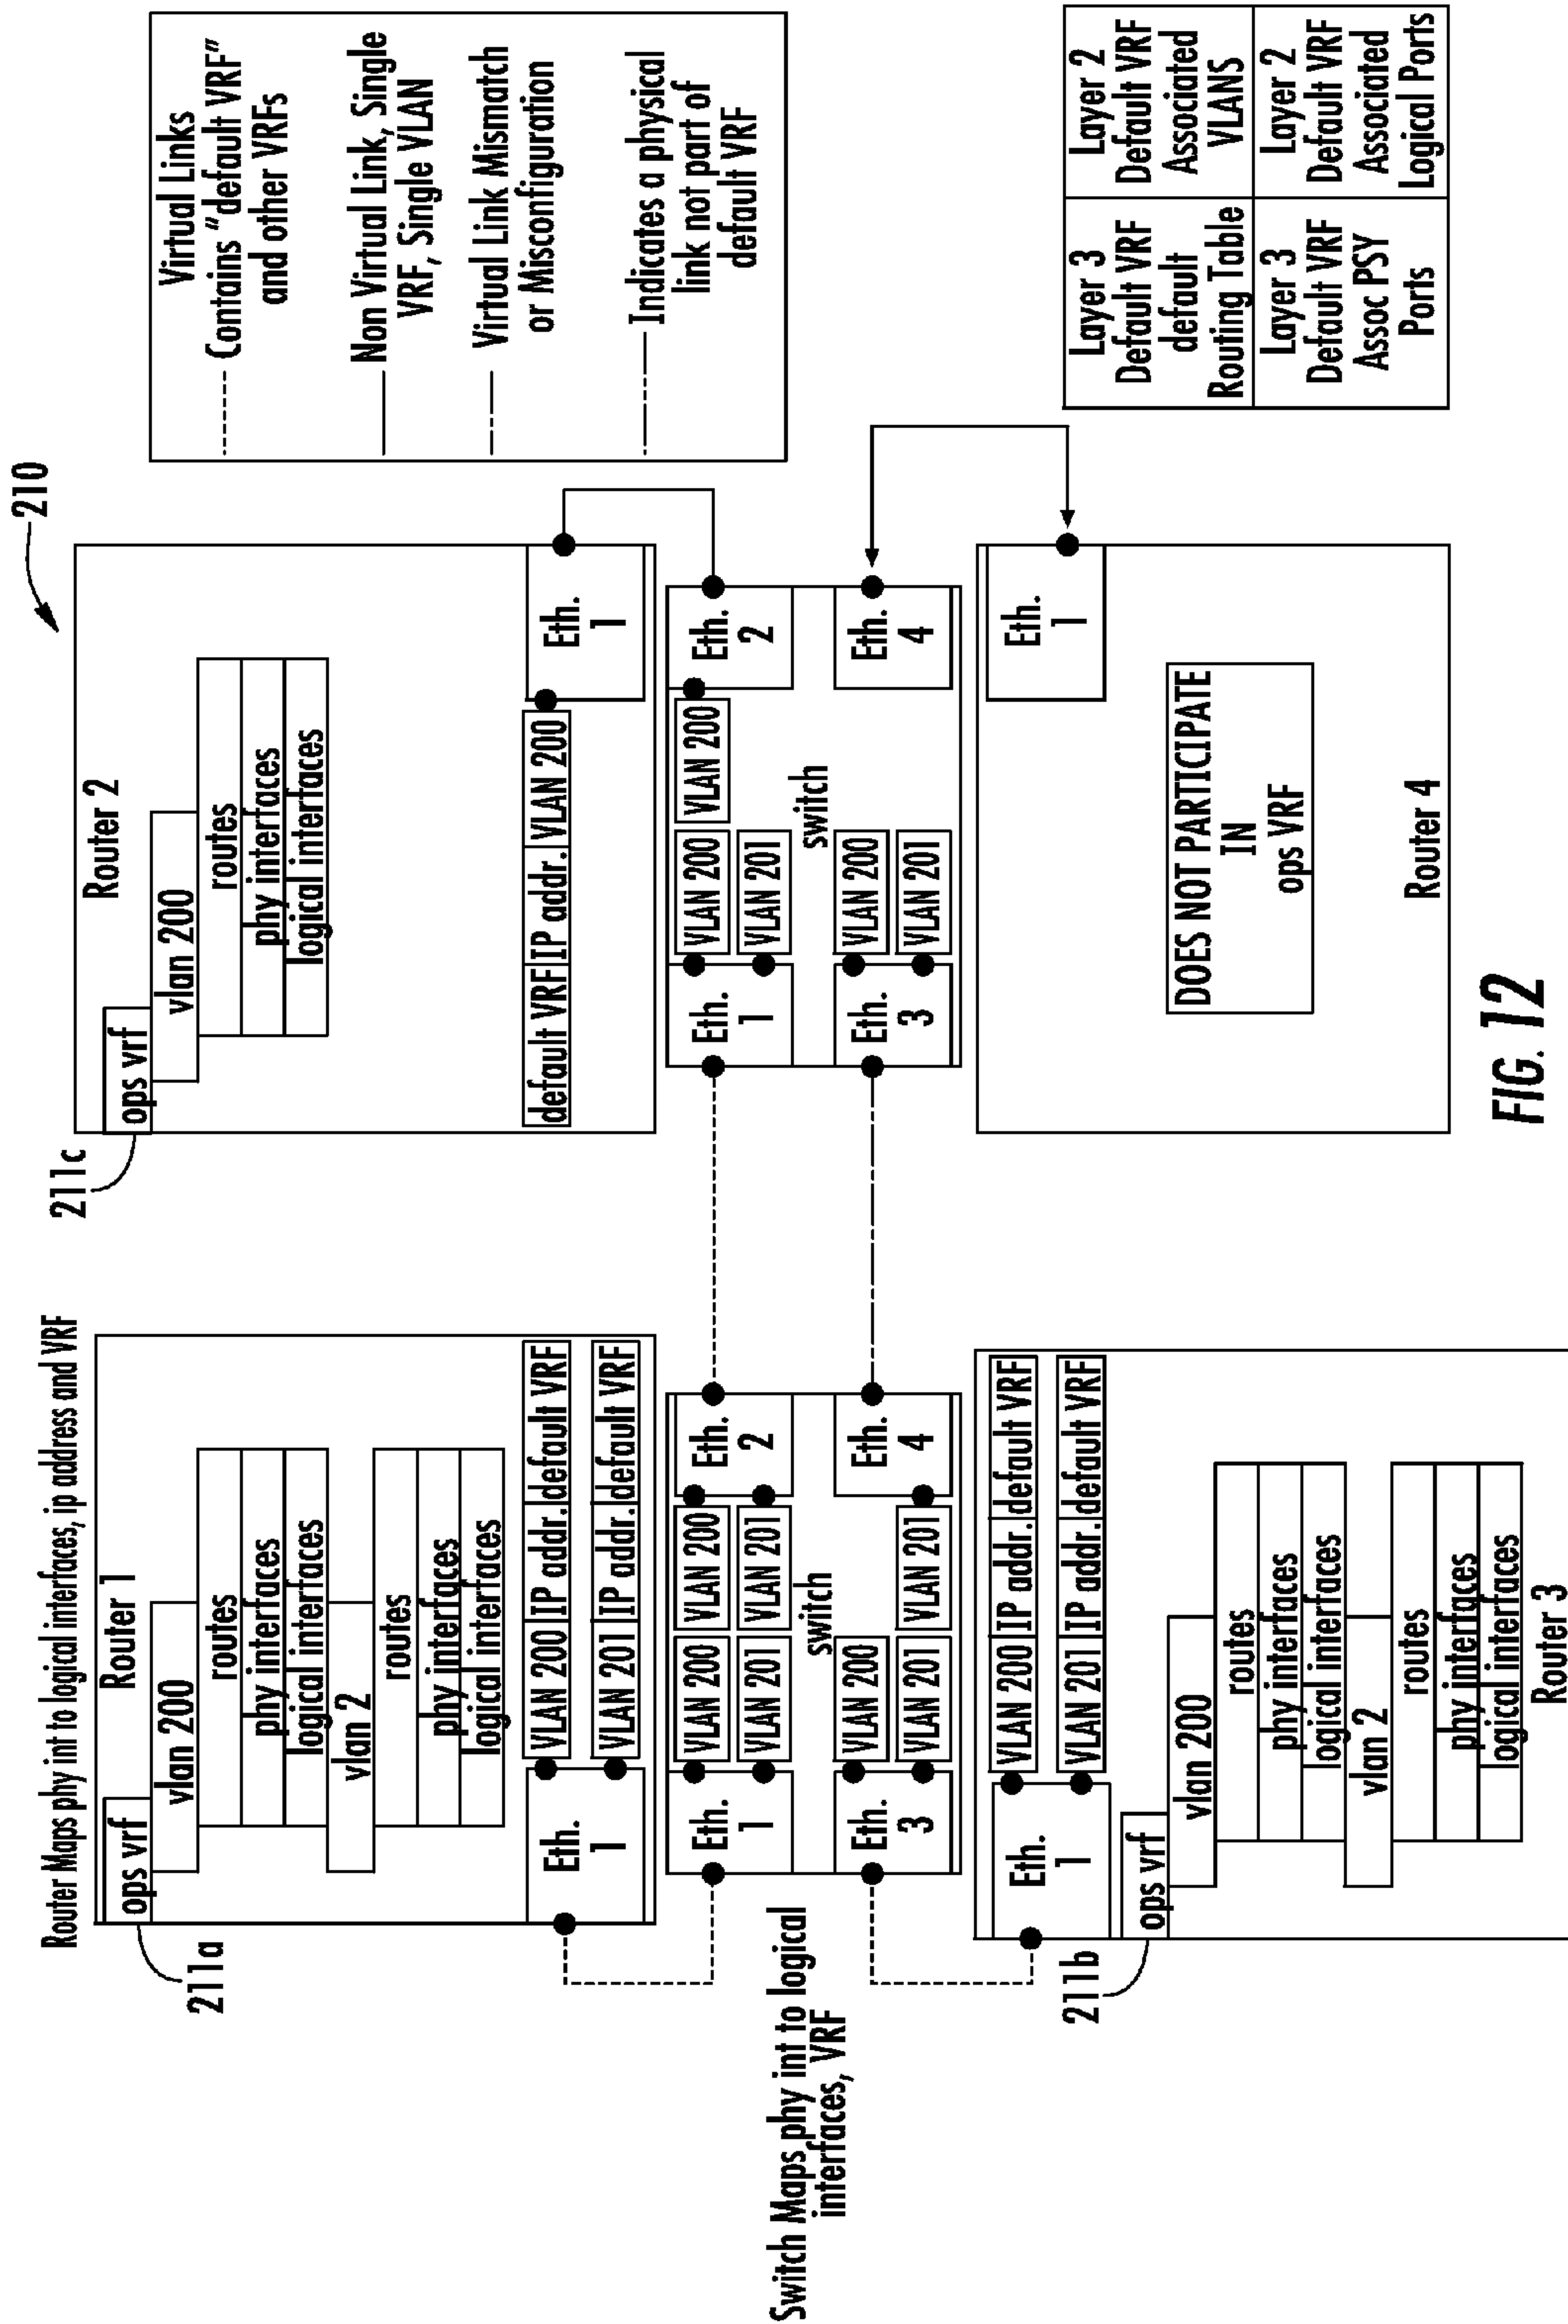 210
Router Maps phy int to logical interfaces, ip address and VRF
Router 1
211a
ops vrf
vlan 200
routes
phy interfaces
logical interfaces
vlan 2
routes
phy interfaces
logical interfaces
Eth.
1
VLAN 200 IP addr. default VRF
VLAN 201 IP addr. default VRF
Router 2
211c
ops vrf
vlan 200
routes
phy interfaces
logical interfaces
default VRF IP addr. VLAN 200
Eth.
1
Virtual Links
Contains "default VRF"
and other VRFs
Non Virtual Link, Single
VRF, Single VLAN
Virtual Link Mismatch
or Misconfiguration
Indicates a physical
link not part of
default VRF
Switch Maps phy int to logical
interfaces, VRF
Eth.
1
VLAN 200
VLAN 201
VLAN 200
VLAN 201
Eth.
2
switch
Eth.
3
VLAN 200
VLAN 201
VLAN 201
Eth.
4
Eth.
1
VLAN 200
VLAN 201
VLAN 200
Eth.
2
switch
Eth.
3
VLAN 200
VLAN 201
Eth.
4
Eth.
1
VLAN 200 IP addr. default VRF
VLAN 201 IP addr. default VRF
211b
ops vrf
vlan 200
routes
phy interfaces
logical interfaces
vlan 2
routes
phy interfaces
logical interfaces
Router 3
Eth.
1
DOES NOT PARTICIPATE
IN
ops VRF
Router 4
Layer 3
Default VRF
default
Routing Table
Layer 2
Default VRF
Associated
VLANS
Layer 3
Default VRF
Assoc PSY
Ports
Layer 2
Default VRF
Associated
Logical Ports
FIG. 12